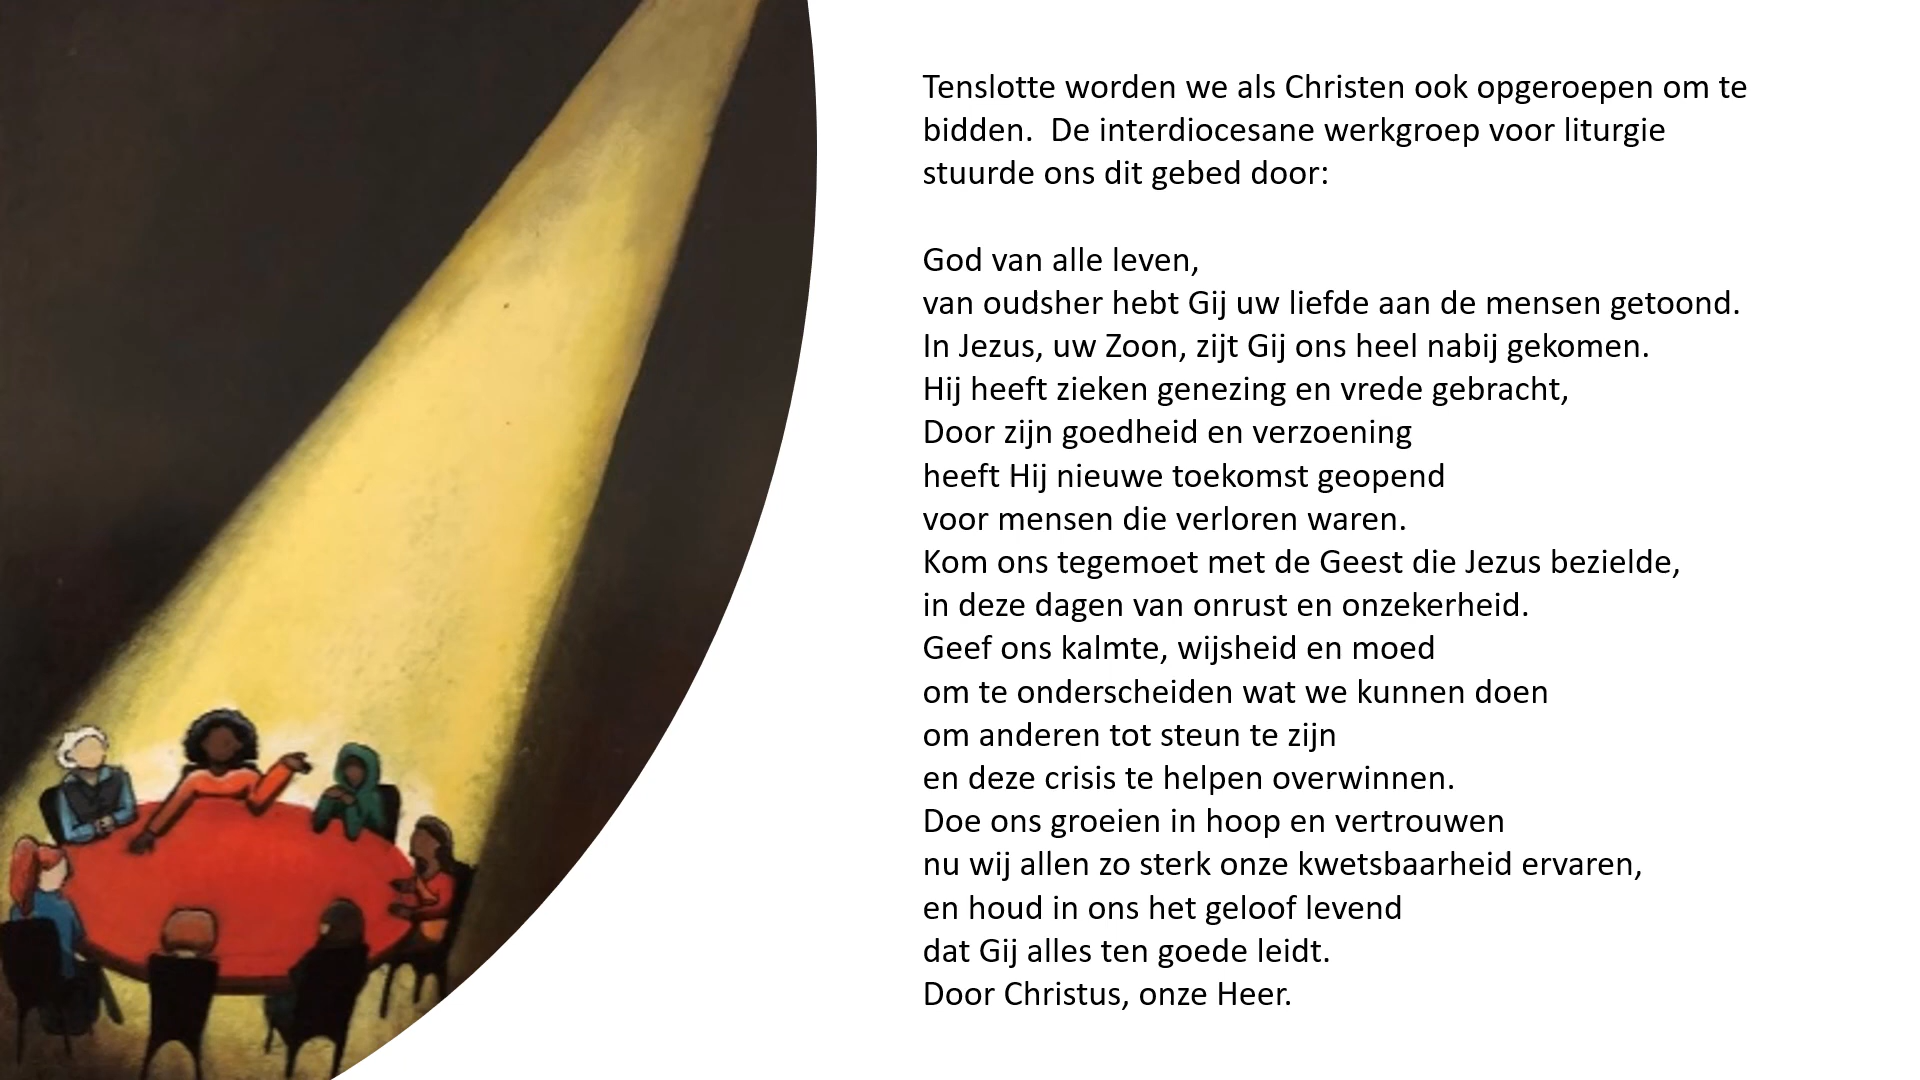 Tenslotte worden we als Christen ook opgeroepen om te
bidden.  De interdiocesane werkgroep voor liturgie
stuurde ons dit gebed door:
God van alle leven,
van oudsher hebt Gij uw liefde aan de mensen getoond.
In Jezus, uw Zoon, zijt Gij ons heel nabij gekomen.
Hij heeft zieken genezing en vrede gebracht,
Door zijn goedheid en verzoening
heeft Hij nieuwe toekomst geopend
voor mensen die verloren waren.
Kom ons tegemoet met de Geest die Jezus bezielde,
in deze dagen van onrust en onzekerheid.
Geef ons kalmte, wijsheid en moed
om te onderscheiden wat we kunnen doen
om anderen tot steun te zijn
en deze crisis te helpen overwinnen.
Doe ons groeien in hoop en vertrouwen
nu wij allen zo sterk onze kwetsbaarheid ervaren,
en houd in ons het geloof levend
dat Gij alles ten goede leidt.
Door Christus, onze Heer.